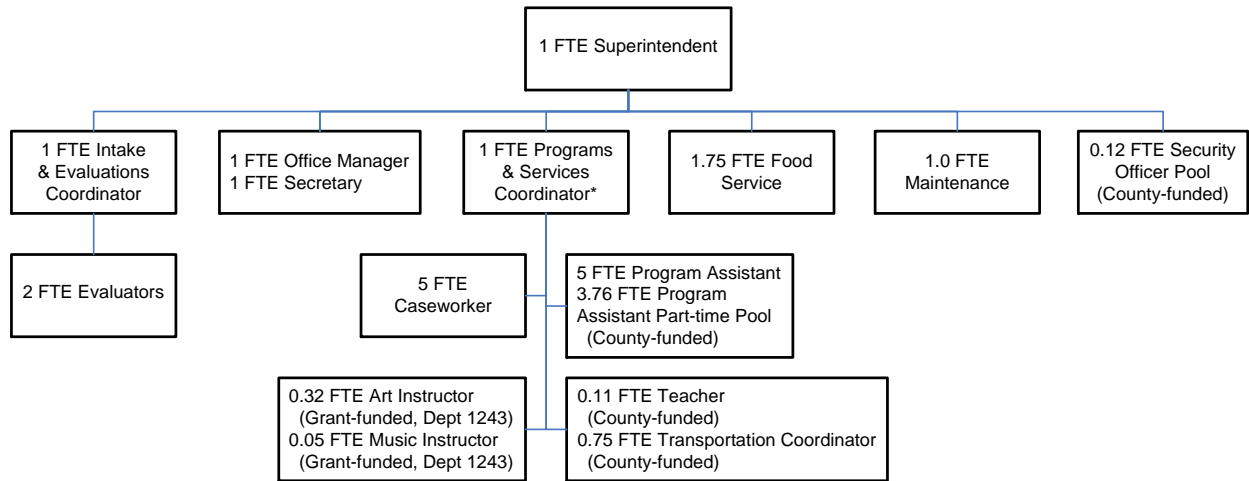 1 FTE Superintendent
1 FTE Intake
& Evaluations
Coordinator
1 FTE Office Manager
1 FTE Secretary
1 FTE Programs
& Services
Coordinator*
1.75 FTE Food
Service
1.0 FTE
Maintenance
0.12 FTE Security
Officer Pool
(County-funded)
2 FTE Evaluators
5 FTE
Caseworker
5 FTE Program Assistant
3.76 FTE Program
Assistant Part-time Pool
(County-funded)
0.32 FTE Art Instructor
(Grant-funded, Dept 1243)
0.05 FTE Music Instructor
(Grant-funded, Dept 1243)
0.11 FTE Teacher
(County-funded)
0.75 FTE Transportation Coordinator
(County-funded)